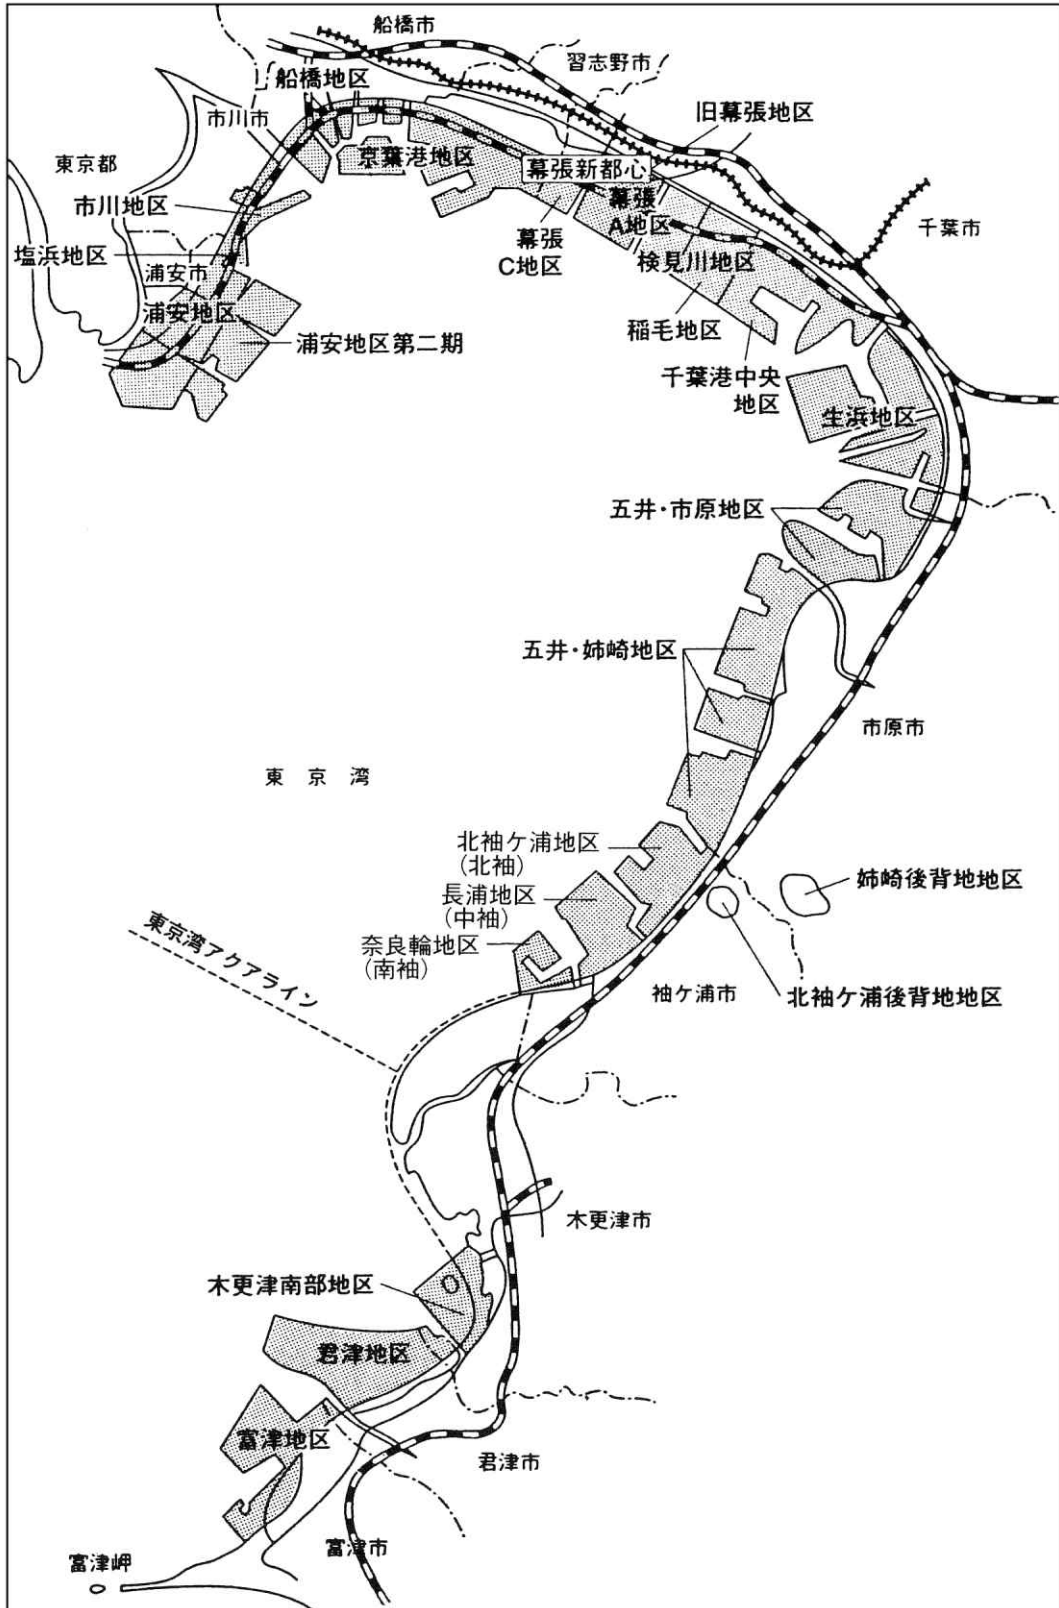 船橋市
習志野市
船橋地区
旧幕張地区
市川市
京葉港地区
東京都
幕張新都心
市川地区
幕張
A地区
千葉市
塩浜地区
幕張
C地区
検見川地区
浦安市
浦安地区
稲毛地区
浦安地区第二期
千葉港中央
地区
生浜地区
五井・市原地区
五井・姉崎地区
市原市
東京湾
北袖ケ浦地区
(北袖)
姉崎後背地地区
長浦地区
(中袖)
奈良輪地区
(南袖)
東京湾アクアライン
袖ケ浦市
北袖ケ浦後背地地区
木更津市
木更津南部地区
君津地区
富津地区
君津市
富津市
富津岬